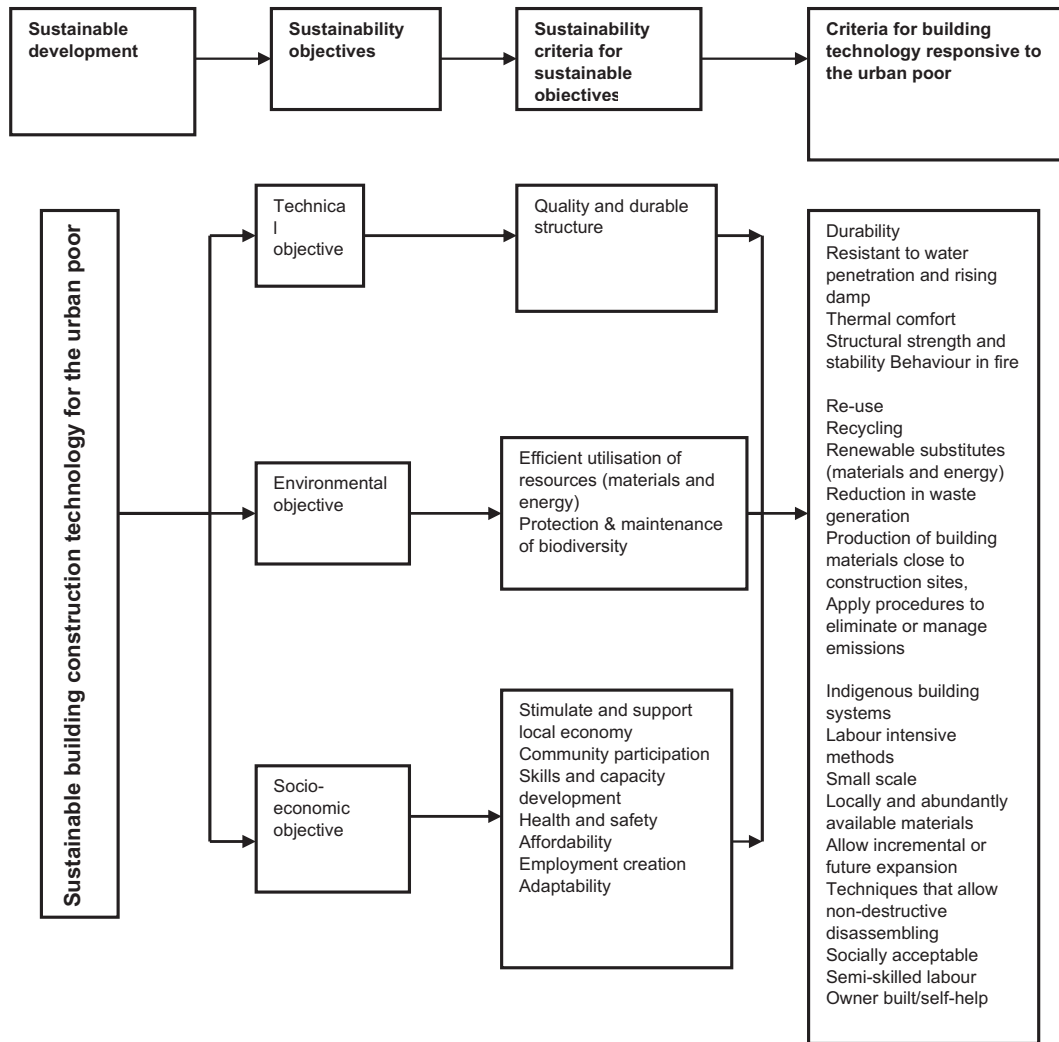 Sustainable
development
Sustainability
objectives
Sustainability
criteria for
sustainable
objectives
Criteria for building
technology responsive to
the urban poor
Sustainable building construction technology for the urban poor
Technica
l
objective
Quality and durable
structure
Environmental
objective
Efficient utilisation of
resources (materials and
energy)
Protection & maintenance
of biodiversity
Socio-
economic
objective
Stimulate and support
local economy
Community participation
Skills and capacity
development
Health and safety
Affordability
Employment creation
Adaptability
Durability
Resistant to water
penetration and rising
damp
Thermal comfort
Structural strength and
stability Behaviour in fire
Re-use
Recycling
Renewable substitutes
(materials and energy)
Reduction in waste
generation
Production of building
materials close to
construction sites,
Apply procedures to
eliminate or manage
emissions
Indigenous building
systems
Labour intensive
methods
Small scale
Locally and abundantly
available materials
Allow incremental or
future expansion
Techniques that allow
non-destructive
disassembling
Socially acceptable
Semi-skilled labour
Owner built/self-help